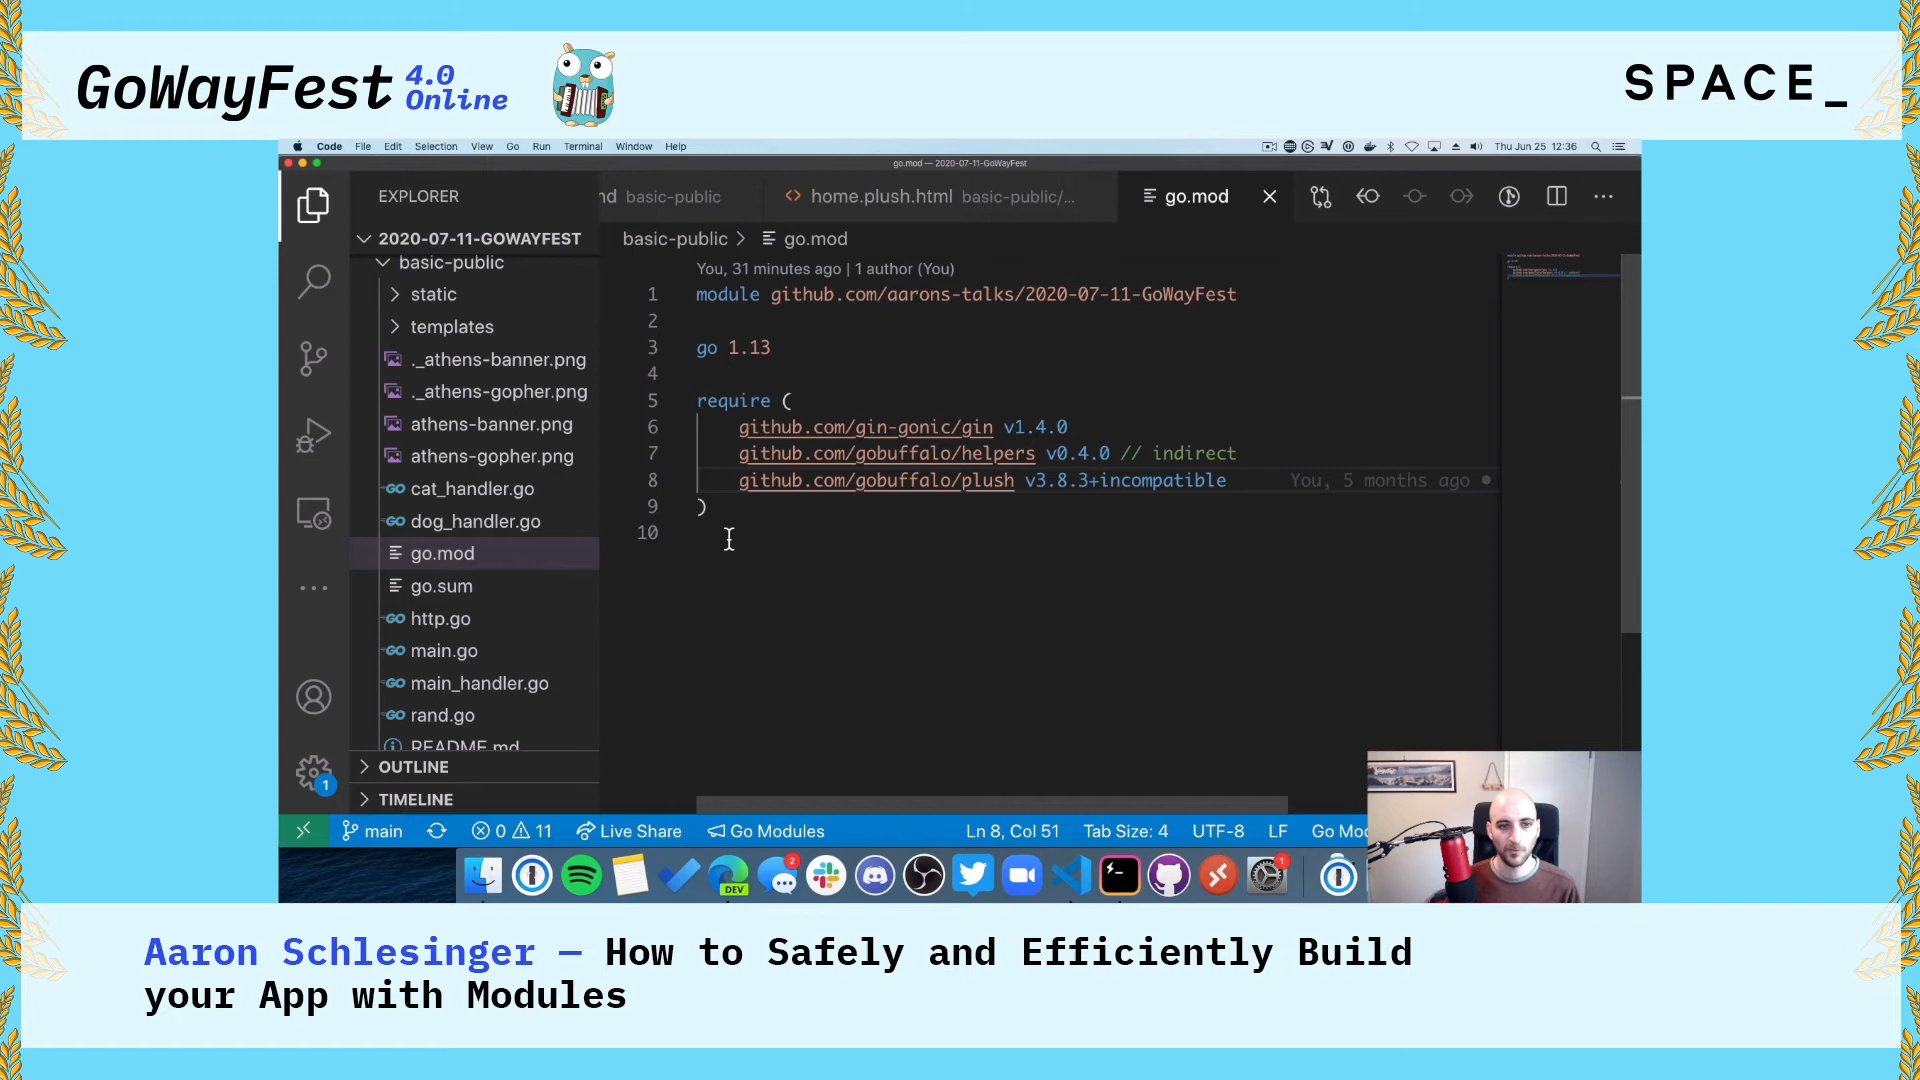 GoWayFest 4.0 Online
SPACE_
Code File Edit Selection View Go Run Terminal Window Help
Thu Jun 25 12:36
go.mod — 2020-07-11-GoWayFest
EXPLORER
nd basic-public
home.plush.html basic-public/...
go.mod
2020-07-11-GOWAYFEST
basic-public
static
templates
._athens-banner.png
._athens-gopher.png
athens-banner.png
athens-gopher.png
cat_handler.go
dog_handler.go
go.mod
go.sum
http.go
main.go
main_handler.go
rand.go
README.md
OUTLINE
TIMELINE
basic-public > go.mod
You, 31 minutes ago | 1 author (You)
1 module github.com/aarons-talks/2020-07-11-GoWayFest
2
3 go 1.13
4
5 require (
6 github.com/gin-gonic/gin v1.4.0
7 github.com/gobuffalo/helpers v0.4.0 // indirect
8 github.com/gobuffalo/plush v3.8.3+incompatible You, 5 months ago •
9 )
10
1
main 0 11 Live Share Go Modules Ln 8, Col 51 Tab Size: 4 UTF-8 LF Go Mod
DEV 2 1
Aaron Schlesinger — How to Safely and Efficiently Build
your App with Modules